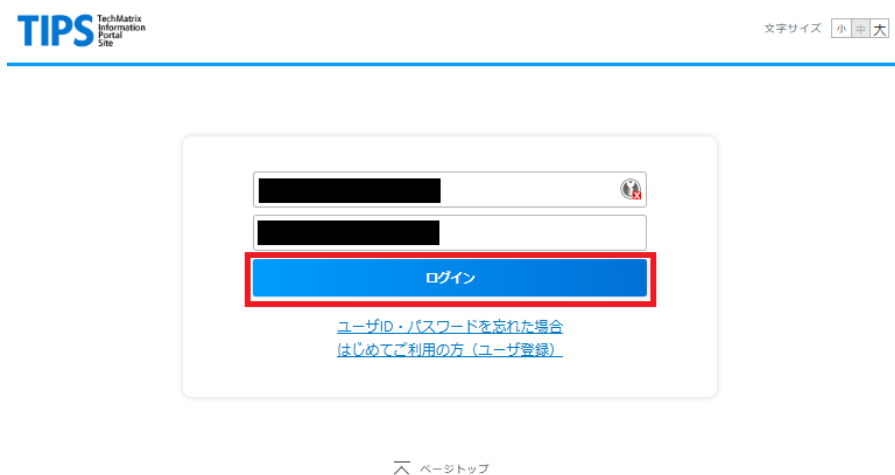 TIPS TechMatrix Information Portal Site
文字サイズ 小 中 大
ログイン
ユーザID・パスワードを忘れた場合
はじめてご利用の方（ユーザ登録）
ページトップ